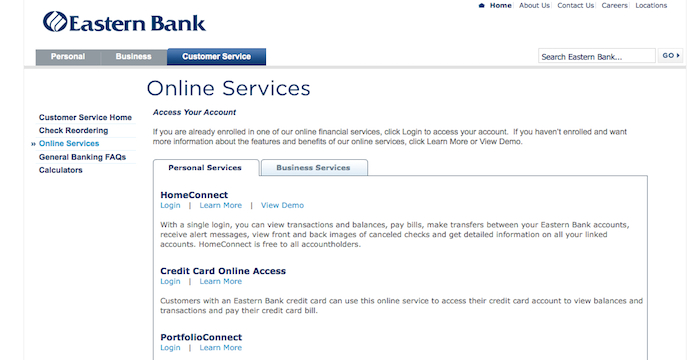 Home | About Us | Contact Us | Careers | Locations
Eastern Bank
Personal Business Customer Service
Search Eastern Bank... GO
Online Services
Customer Service Home
Check Reordering
» Online Services
General Banking FAQs
Calculators
Access Your Account
If you are already enrolled in one of our online financial services, click Login to access your account. If you haven't enrolled and want
more information about the features and benefits of our online services, click Learn More or View Demo.
Personal Services Business Services
HomeConnect
Login | Learn More | View Demo
With a single login, you can view transactions and balances, pay bills, make transfers between your Eastern Bank accounts,
receive alert messages, view front and back images of canceled checks and get detailed information on all your linked
accounts. HomeConnect is free to all accountholders.
Credit Card Online Access
Login | Learn More
Customers with an Eastern Bank credit card can use this online service to access their credit card account to view balances and
transactions and pay their credit card bill.
PortfolioConnect
Login | Learn More